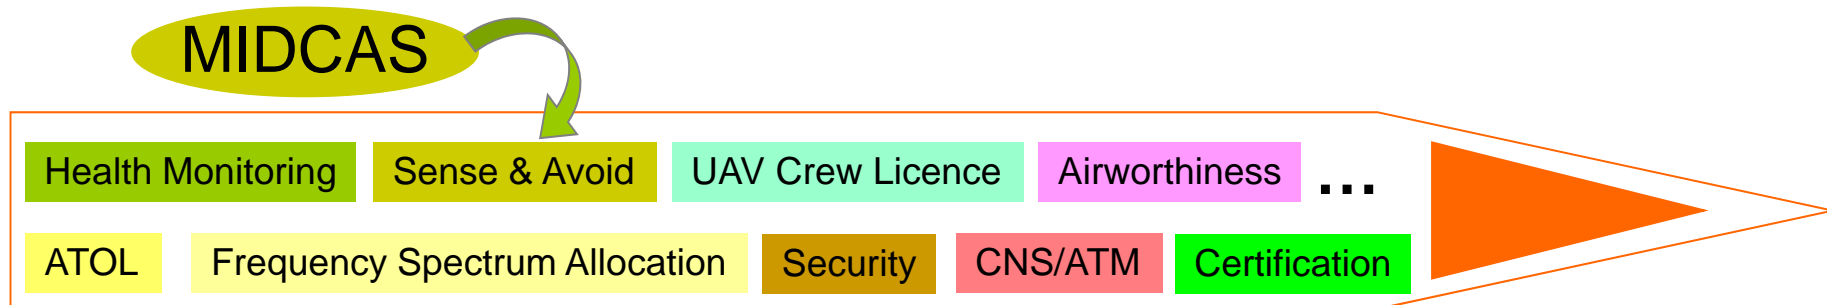 MIDCAS
Health Monitoring Sense & Avoid UAV Crew Licence Airworthiness ...
ATOL Frequency Spectrum Allocation Security CNS/ATM Certification